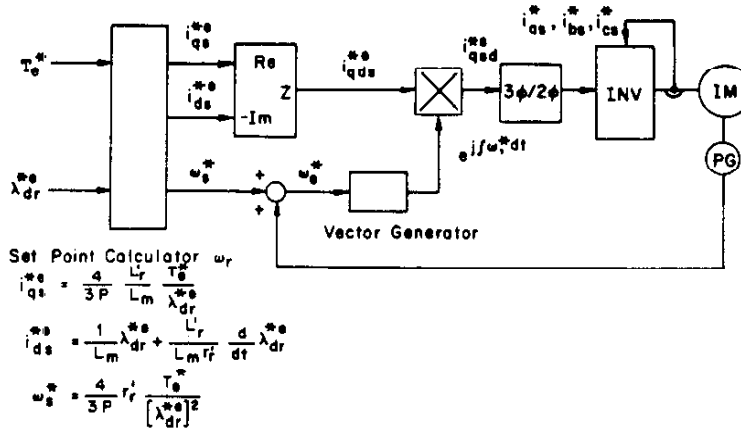 i*as, i*bs, i*cs
T*e
i*e qs
i*e ds
Re
Z
-Im
i*e qds
i*s qsd
3φ/2φ
INV
IM
e j∫ω*dt
PG
λ*e dr
ω*s
+
+
ω*e
Vector Generator
Set Point Calculator ωr
i*e qs = 4/3P L'r/Lm T*e/λ*e dr
i*e ds = 1/Lm λ*e dr + L'r/Lm r'r d/dt λ*e dr
ω*s = 4/3P r'r T*e/[λ*e dr]2